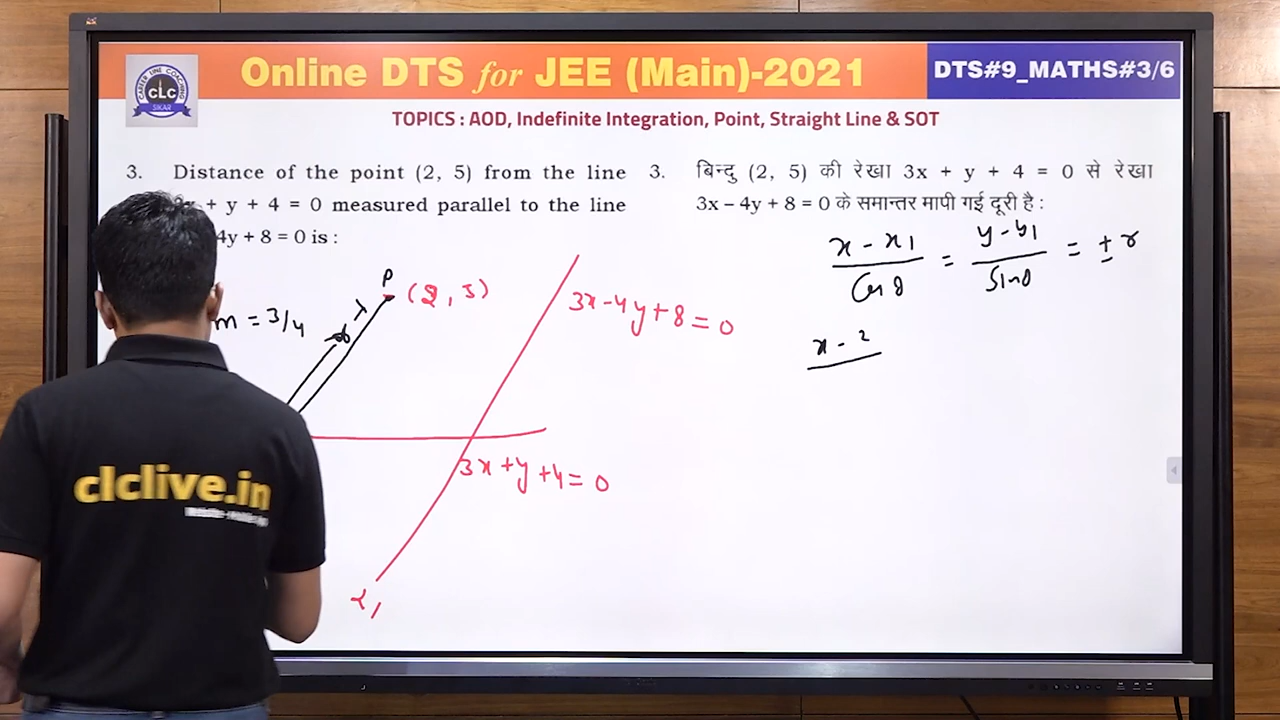 Online DTS for JEE (Main)-2021
DTS#9_MATHS#3/6
CLC
SIKAR
TOPICS : AOD, Indefinite Integration, Point, Straight Line & SOT
3. Distance of the point (2, 5) from the line
+ y + 4 = 0 measured parallel to the line
4y + 8 = 0 is :
3. बिन्दु (2, 5) की रेखा 3x + y + 4 = 0 से रेखा
3x – 4y + 8 = 0 के समान्तर मापी गई दूरी है :
x - x1 / cos θ = y - y1 / sin θ = ± r
x - 2
P
(2, 5)
m = 3/4
3x - 4y + 8 = 0
3x + y + 4 = 0
L1
clclive.in